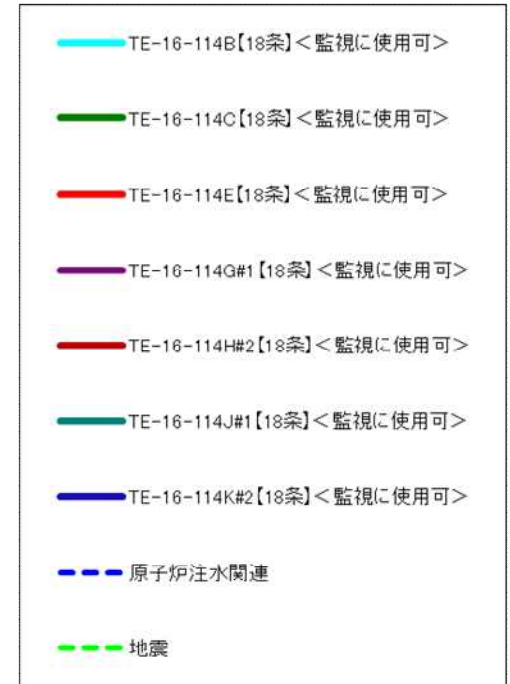 TE-16-114B【18条】＜監視に使用可＞
TE-16-114C【18条】＜監視に使用可＞
TE-16-114E【18条】＜監視に使用可＞
TE-16-114G#1【18条】＜監視に使用可＞
TE-16-114H#2【18条】＜監視に使用可＞
TE-16-114J#1【18条】＜監視に使用可＞
TE-16-114K#2【18条】＜監視に使用可＞
原子炉注水関連
地震